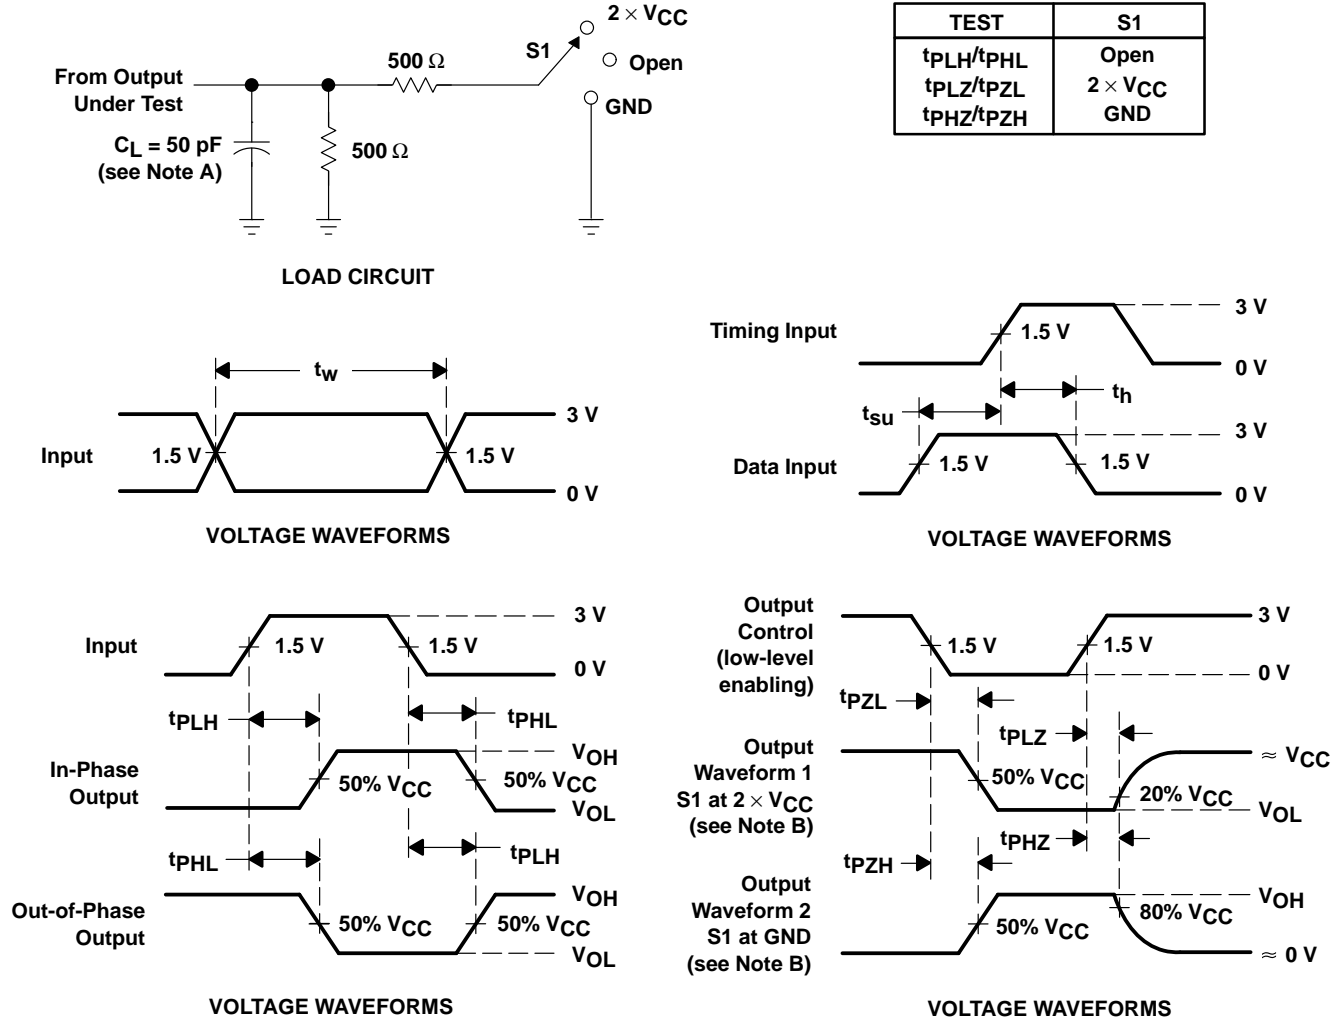 2 × VCC
S1
500 Ω
Open
From Output
Under Test
GND
CL = 50 pF
(see Note A)
500 Ω
LOAD CIRCUIT
TEST S1
tPLH/tPHL Open
tPLZ/tPZL 2 × VCC
tPHZ/tPZH GND
tw
3 V
Input
1.5 V
1.5 V
0 V
VOLTAGE WAVEFORMS
3 V
Timing Input
1.5 V
0 V
th
tsu
3 V
Data Input
1.5 V
1.5 V
0 V
VOLTAGE WAVEFORMS
3 V
Input
1.5 V
1.5 V
0 V
tPLH
tPHL
VOH
In-Phase
Output
50% VCC
50% VCC
VOL
tPHL
tPLH
VOH
Out-of-Phase
Output
50% VCC
50% VCC
VOL
VOLTAGE WAVEFORMS
Output
Control
(low-level
enabling)
3 V
1.5 V
1.5 V
0 V
tPZL
tPLZ
Output
Waveform 1
S1 at 2 × VCC
(see Note B)
≈ VCC
50% VCC
20% VCC
VOL
tPHZ
tPZH
Output
Waveform 2
S1 at GND
(see Note B)
VOH
50% VCC
80% VCC
≈ 0 V
VOLTAGE WAVEFORMS